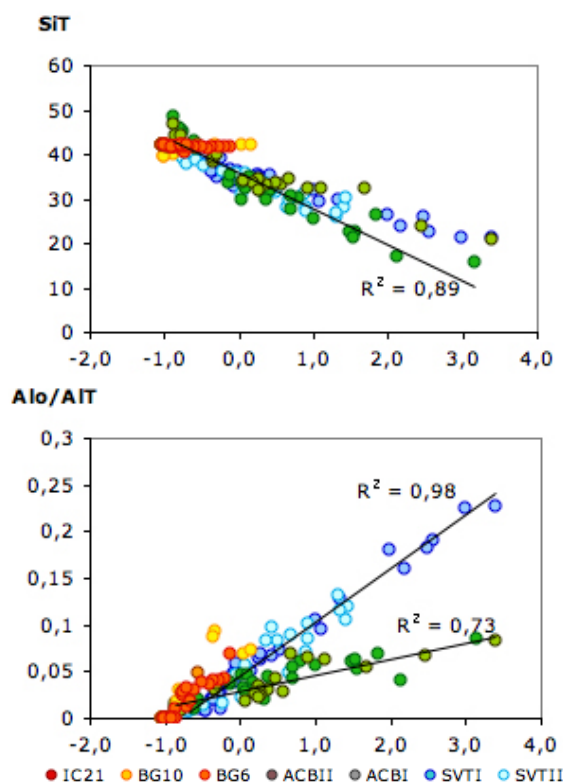 SiT
60
50
40
30
20
10
0
R² = 0,89
-2,0 -1,0 0,0 1,0 2,0 3,0 4,0
Alo/AlT
0,3
0,25
0,2
0,15
0,1
0,05
0
R² = 0,98
R² = 0,73
-2,0 -1,0 0,0 1,0 2,0 3,0 4,0
IC21 BG10 BG6 ACBII ACBI SVTI SVTII